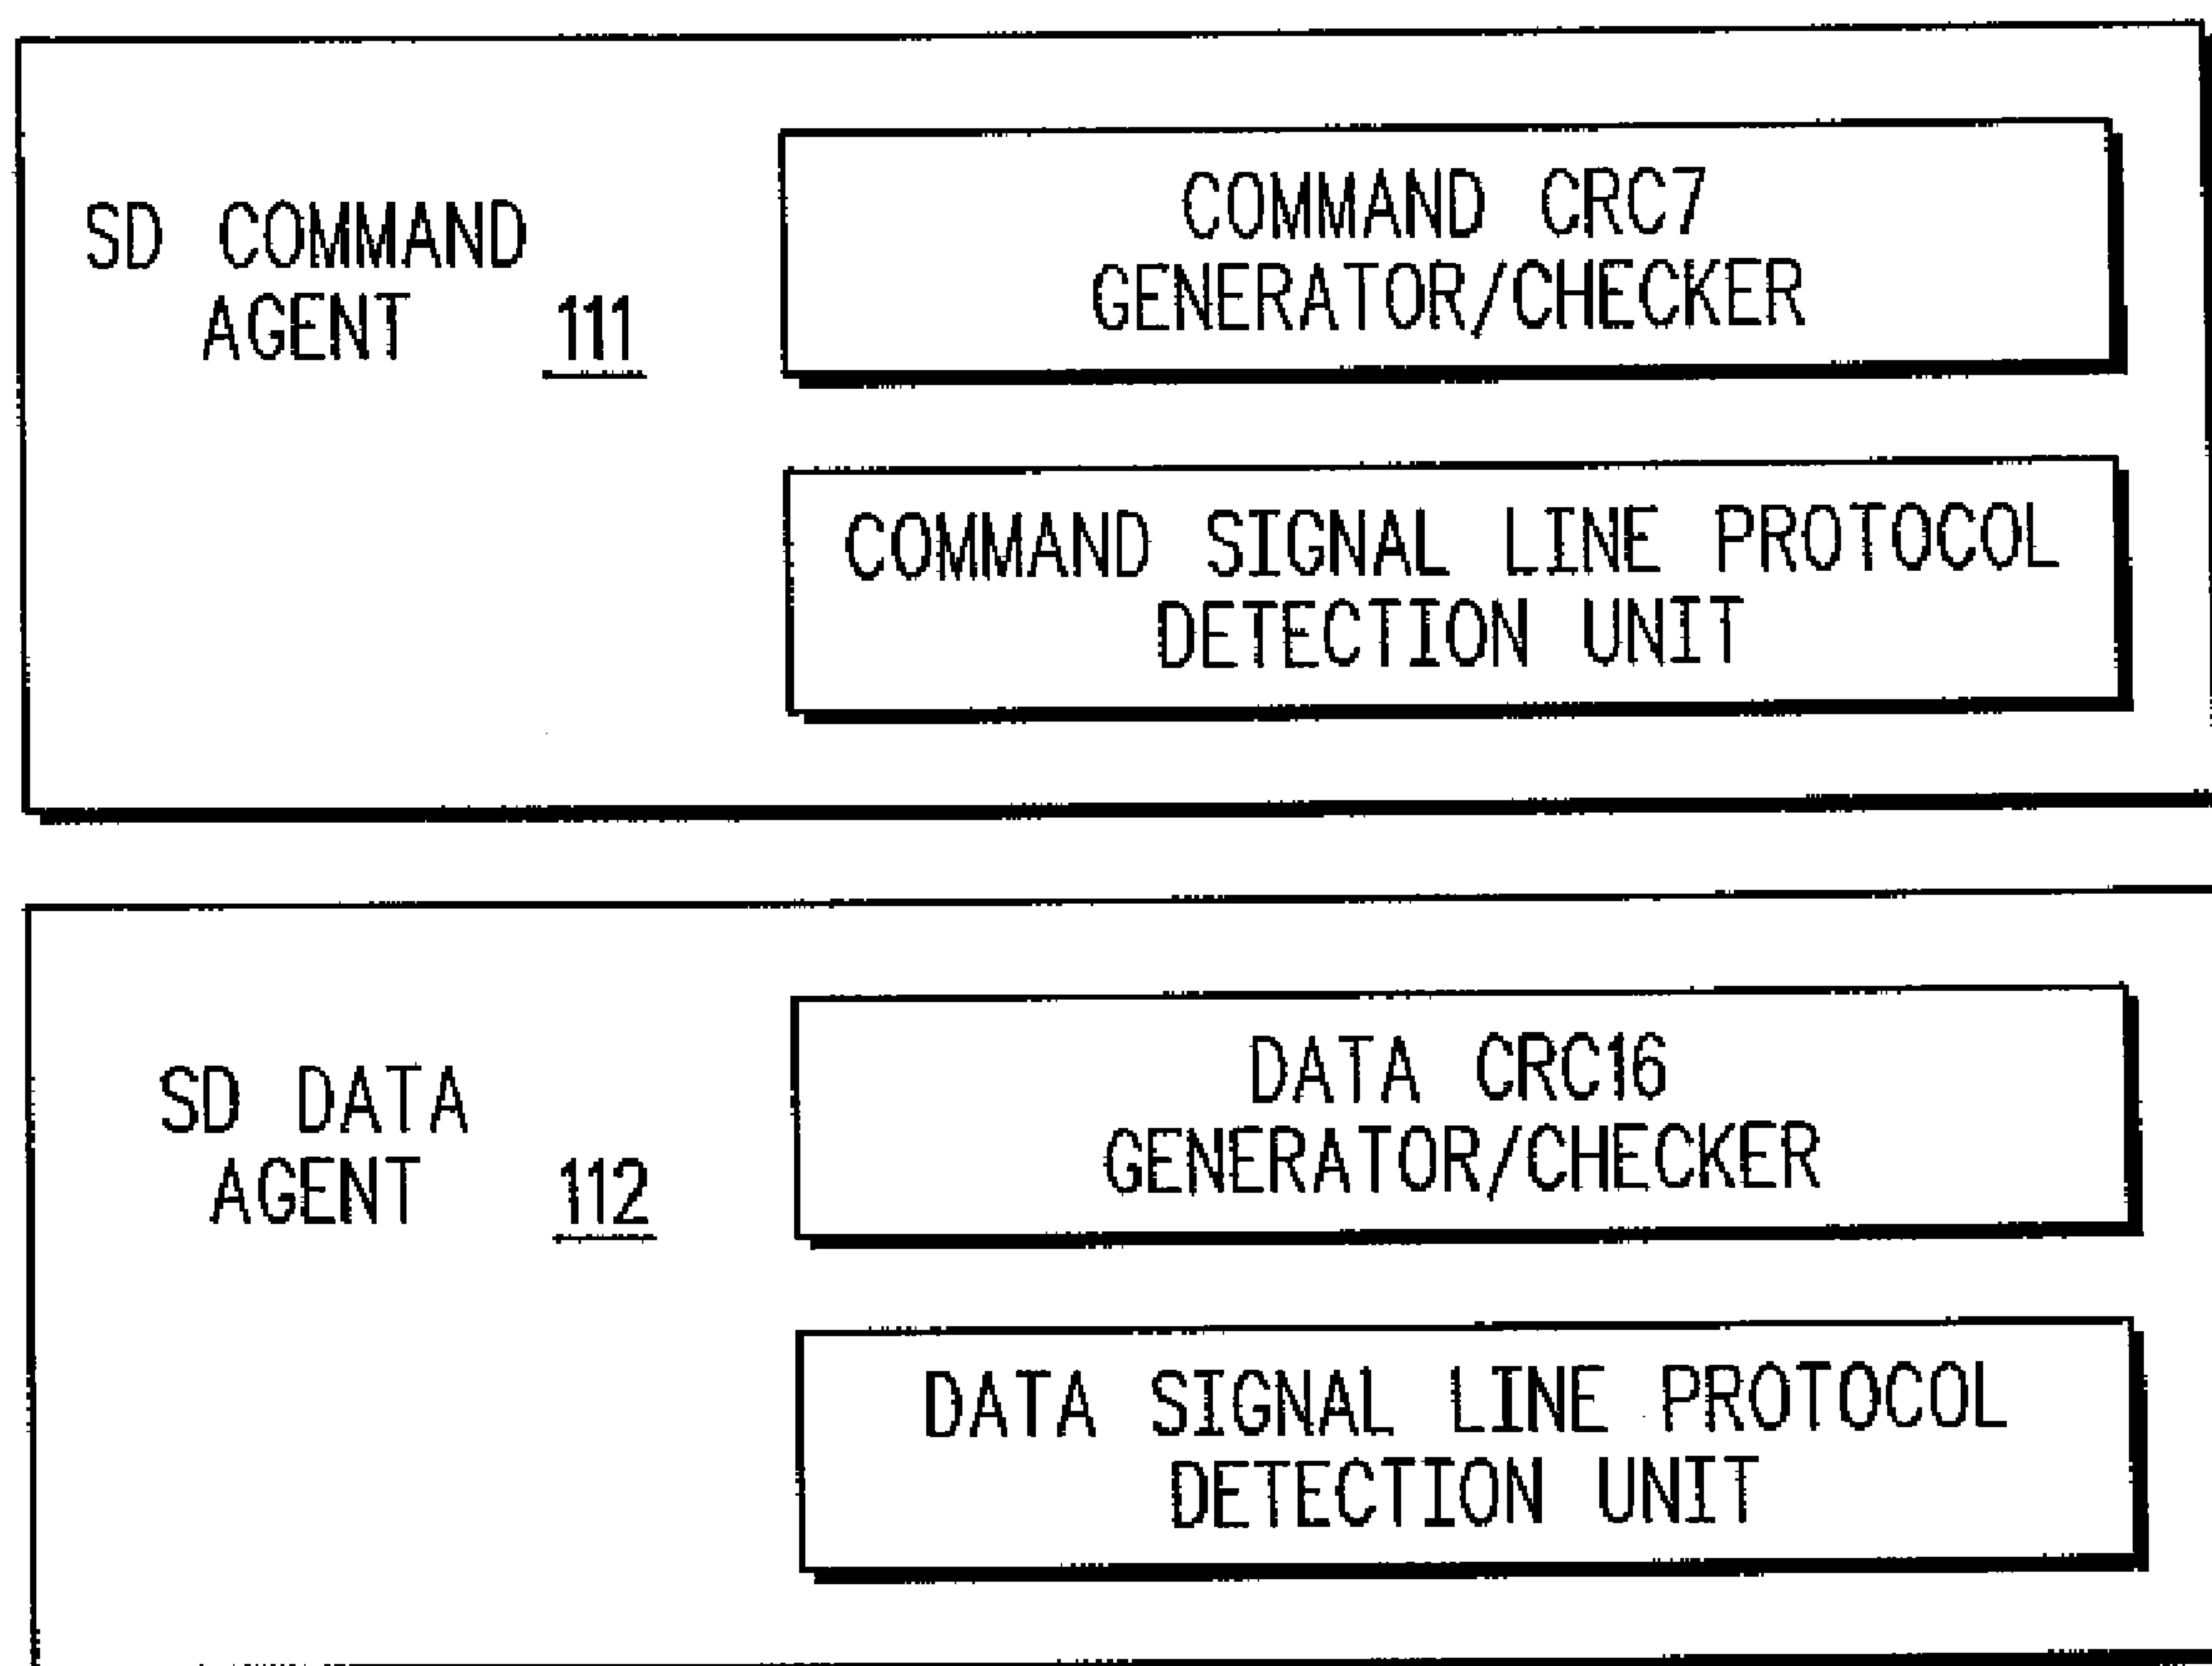 SD COMMAND
AGENT 111
COMMAND CRC7
GENERATOR/CHECKER
COMMAND SIGNAL LINE PROTOCOL
DETECTION UNIT
SD DATA
AGENT 112
DATA CRC16
GENERATOR/CHECKER
DATA SIGNAL LINE PROTOCOL
DETECTION UNIT